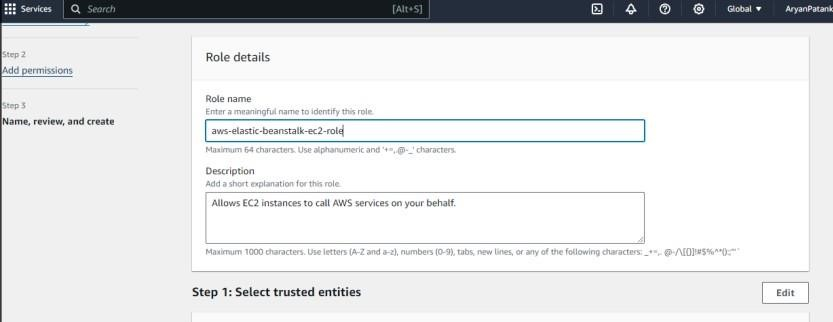 Services
Search
[Alt+S]
Global ▼
AryanPatank
Step 2
Add permissions
Step 3
Name, review, and create
Role details
Role name
Enter a meaningful name to identify this role.
aws-elastic-beanstalk-ec2-role
Maximum 64 characters. Use alphanumeric and '+=,.@-_' characters.
Description
Add a short explanation for this role.
Allows EC2 instances to call AWS services on your behalf.
Maximum 1000 characters. Use letters (A-Z and a-z), numbers (0-9), tabs, new lines, or any of the following characters:
Step 1: Select trusted entities
Edit